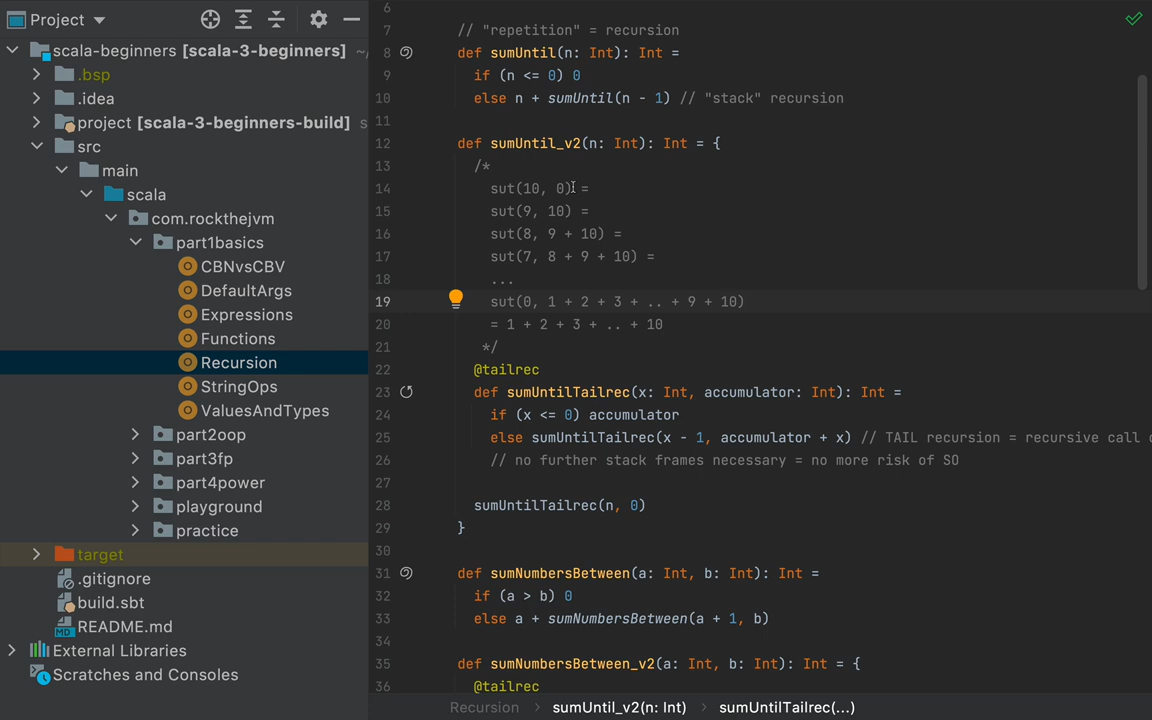 Project
scala-beginners [scala-3-beginners] ~/
.bsp
.idea
project [scala-3-beginners-build] s
src
main
scala
com.rockthejvm
part1basics
CBNvsCBV
DefaultArgs
Expressions
Functions
Recursion
StringOps
ValuesAndTypes
part2oop
part3fp
part4power
playground
practice
target
.gitignore
build.sbt
README.md
External Libraries
Scratches and Consoles
6
7 // "repetition" = recursion
8 def sumUntil(n: Int): Int =
9 if (n <= 0) 0
10 else n + sumUntil(n - 1) // "stack" recursion
11
12 def sumUntil_v2(n: Int): Int = {
13 /*
14 sut(10, 0) =
15 sut(9, 10) =
16 sut(8, 9 + 10) =
17 sut(7, 8 + 9 + 10) =
18 ...
19 sut(0, 1 + 2 + 3 + .. + 9 + 10)
20 = 1 + 2 + 3 + .. + 10
21 */
22 @tailrec
23 def sumUntilTailrec(x: Int, accumulator: Int): Int =
24 if (x <= 0) accumulator
25 else sumUntilTailrec(x - 1, accumulator + x) // TAIL recursion = recursive call o
26 // no further stack frames necessary = no more risk of SO
27
28 sumUntilTailrec(n, 0)
29 }
30
31 def sumNumbersBetween(a: Int, b: Int): Int =
32 if (a > b) 0
33 else a + sumNumbersBetween(a + 1, b)
34
35 def sumNumbersBetween_v2(a: Int, b: Int): Int = {
36 @tailrec
Recursion > sumUntil_v2(n: Int) > sumUntilTailrec(...)